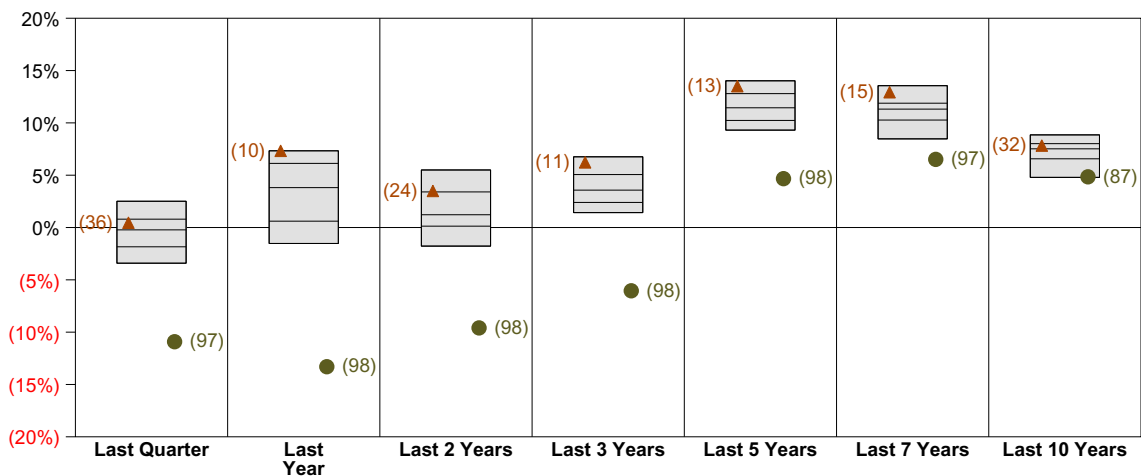 20%
15%
10%
5%
0%
(5%)
(10%)
(15%)
(20%)
(36)
(97)
(10)
(98)
(24)
(98)
(11)
(98)
(13)
(98)
(15)
(97)
(32)
(87)
Last Quarter
Last
Year
Last 2 Years
Last 3 Years
Last 5 Years
Last 7 Years
Last 10 Years